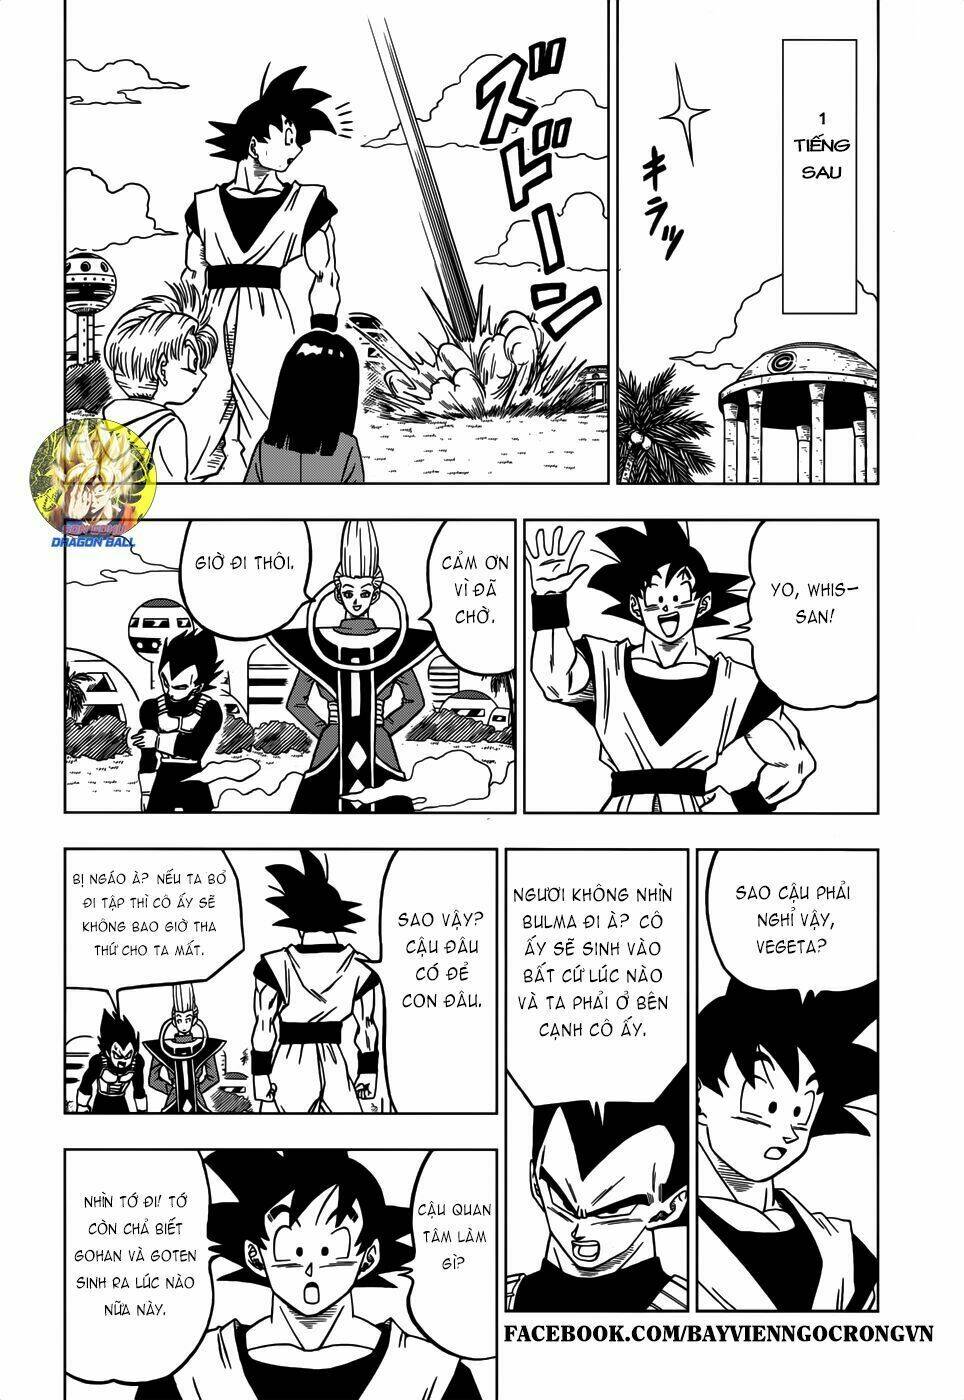 1
TIẾNG
SAU
キラッ
ズドーン
YO, WHIS-
SAN!
CẢM ƠN
VÌ ĐÃ
CHỜ.
GIỜ ĐI THÔI.
SAO CẬU PHẢI
NGHỈ VẬY,
VEGETA?
NGƯƠI KHÔNG NHÌN
BULMA ĐI À? CÔ
ẤY SẼ SINH VÀO
BẤT CỨ LÚC NÀO
VÀ TA PHẢI Ở BÊN
CẠNH CÔ ẤY.
SAO VẬY?
CẬU ĐÂU
CÓ ĐẺ
CON ĐÂU.
BỊ NGÁO À? NẾU TA BỎ
ĐI TẬP THÌ CÔ ẤY SẼ
KHÔNG BAO GIỜ THA
THỨ CHO TA MẤT.
CẬU QUAN
TÂM LÀM
GÌ?
NHÌN TỚ ĐI! TỚ
CÒN CHẢ BIẾT
GOHAN VÀ GOTEN
SINH RA LÚC NÀO
NỮA NÀY.
DRAGON BALL
FACEBOOK.COM/BAYVIENNGOCRONGVN